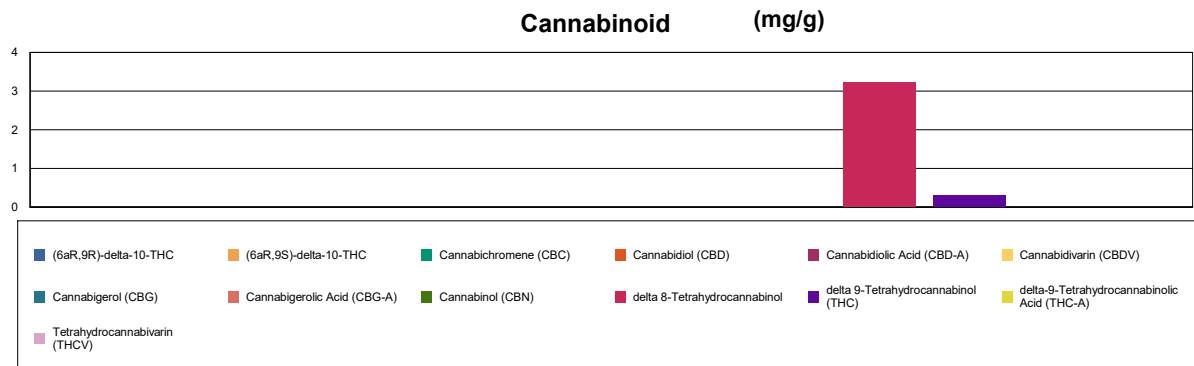 Cannabinoid (mg/g)
4
3
2
1
0
(6aR,9R)-delta-10-THC
(6aR,9S)-delta-10-THC
Cannabichromene (CBC)
Cannabidiol (CBD)
Cannabidiolic Acid (CBD-A)
Cannabidivarin (CBDV)
Cannabigerol (CBG)
Cannabigerolic Acid (CBG-A)
Cannabinol (CBN)
delta 8-Tetrahydrocannabinol
delta 9-Tetrahydrocannabinol
(THC)
delta-9-Tetrahydrocannabinolic
Acid (THC-A)
Tetrahydrocannabivarin
(THCV)